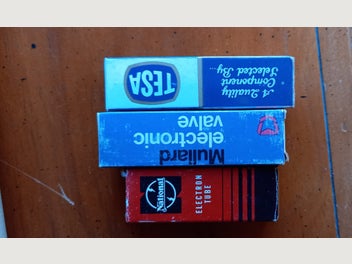 A Quality
Component
Selected By...
TESA
Mullard
electronic
valve
National
ELECTRON
TUBE